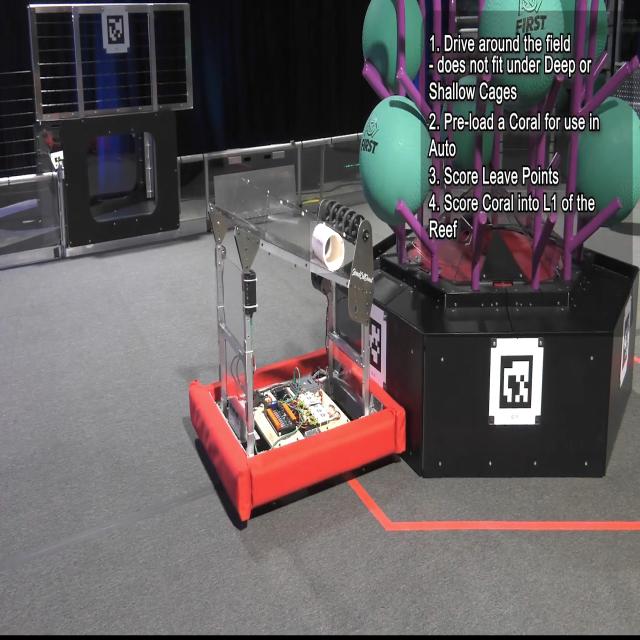 FIRST
1. Drive around the field
- does not fit under Deep or
Shallow Cages
2. Pre-load a Coral for use in
Auto
3. Score Leave Points
4. Score Coral into L1 of the
Reef
FIRST